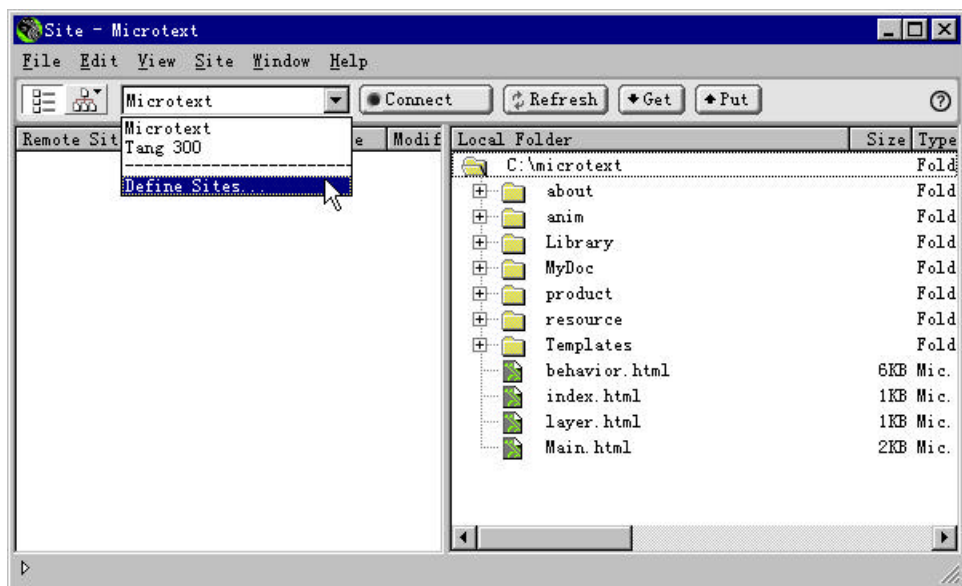 Site - Microtext
File Edit View Site Window Help
Microtext Connect Refresh Get Put
Remote Sit e Modif Local Folder Size Type
Microtext
Tang 300
Define Sites...
C:\microtext Fold
about Fold
anim Fold
Library Fold
MyDoc Fold
product Fold
resource Fold
Templates Fold
behavior.html 6KB Mic.
index.html 1KB Mic.
layer.html 1KB Mic.
Main.html 2KB Mic.